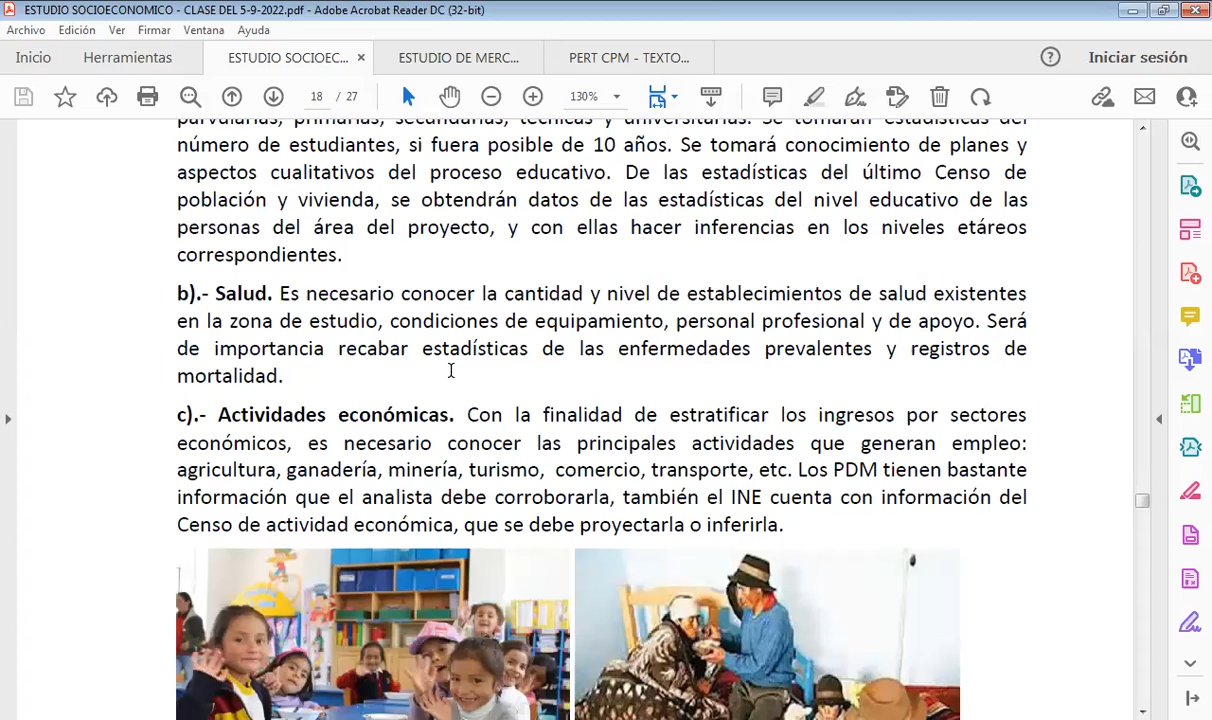 ESTUDIO SOCIOECONOMICO - CLASE DEL 5-9-2022.pdf - Adobe Acrobat Reader DC (32-bit)
Archivo Edición Ver Firmar Ventana Ayuda
Inicio Herramientas ESTUDIO SOCIOEC... × ESTUDIO DE MERC... PERT CPM - TEXTO... Iniciar sesión
18 / 27 130%
parvularias, primarias, secundarias, técnicas y universitarias. Se tomarán estadísticas del
número de estudiantes, si fuera posible de 10 años. Se tomará conocimiento de planes y
aspectos cualitativos del proceso educativo. De las estadísticas del último Censo de
población y vivienda, se obtendrán datos de las estadísticas del nivel educativo de las
personas del área del proyecto, y con ellas hacer inferencias en los niveles etáreos
correspondientes.
b).- Salud. Es necesario conocer la cantidad y nivel de establecimientos de salud existentes
en la zona de estudio, condiciones de equipamiento, personal profesional y de apoyo. Será
de importancia recabar estadísticas de las enfermedades prevalentes y registros de
mortalidad.
c).- Actividades económicas. Con la finalidad de estratificar los ingresos por sectores
económicos, es necesario conocer las principales actividades que generan empleo:
agricultura, ganadería, minería, turismo, comercio, transporte, etc. Los PDM tienen bastante
información que el analista debe corroborarla, también el INE cuenta con información del
Censo de actividad económica, que se debe proyectarla o inferirla.